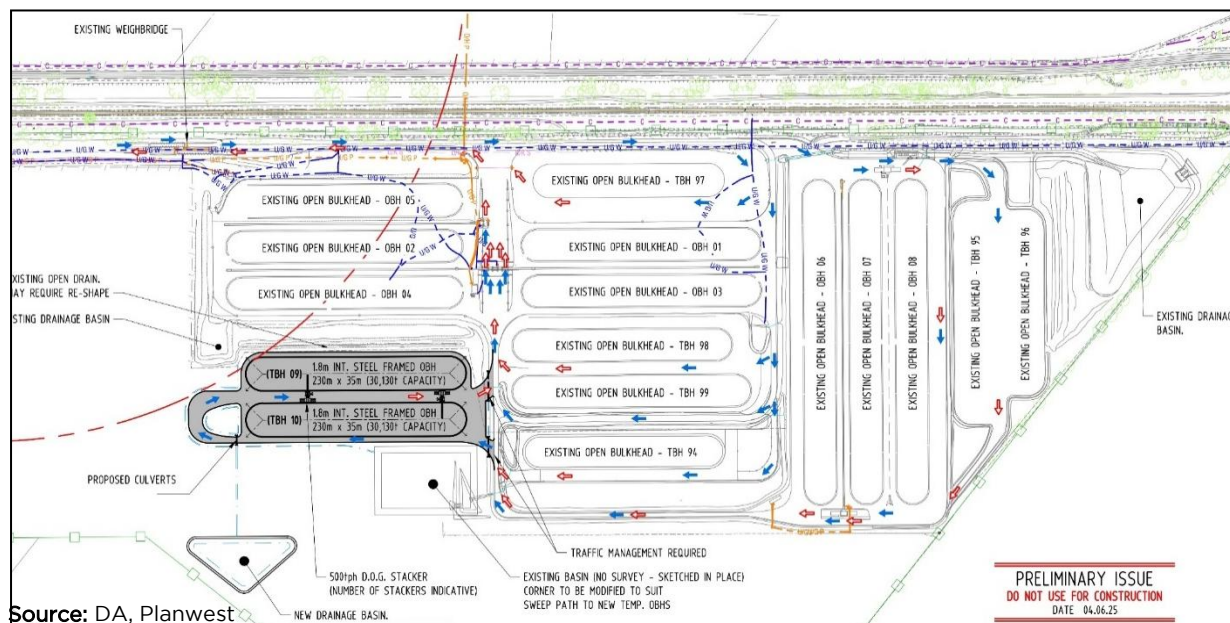 EXISTING WEIGHBRIDGE
EXISTING OPEN BULKHEAD - OBH 05
EXISTING OPEN BULKHEAD - OBH 02
EXISTING OPEN BULKHEAD - OBH 04
EXISTING OPEN BULKHEAD - TBH 97
EXISTING OPEN BULKHEAD - OBH 01
EXISTING OPEN BULKHEAD - OBH 03
EXISTING OPEN BULKHEAD - TBH 98
EXISTING OPEN BULKHEAD - TBH 99
EXISTING OPEN BULKHEAD - TBH 94
EXISTING OPEN BULKHEAD - OBH 06
EXISTING OPEN BULKHEAD - OBH 07
EXISTING OPEN BULKHEAD - OBH 08
EXISTING OPEN BULKHEAD - TBH 95
EXISTING OPEN BULKHEAD - TBH 96
XISTING OPEN DRAIN.
MAY REQUIRE RE-SHAPE
ISTING DRAINAGE BASIN
EXISTING DRAINAG
BASIN.
(TBH 09)
1.8m INT. STEEL FRAMED OBH
230m x 35m (30,130t CAPACITY)
(TBH 10)
1.8m INT. STEEL FRAMED OBH
230m x 35m (30,130t CAPACITY)
PROPOSED CULVERTS
TRAFFIC MANAGEMENT REQUIRED
500tph D.O.G. STACKER
(NUMBER OF STACKERS INDICATIVE)
EXISTING BASIN (NO SURVEY - SKETCHED IN PLACE)
CORNER TO BE MODIFIED TO SUIT
SWEEP PATH TO NEW TEMP. OBHS
NEW DRAINAGE BASIN.
PRELIMINARY ISSUE
DO NOT USE FOR CONSTRUCTION
DATE 04.06.25
Source: DA, Planwest